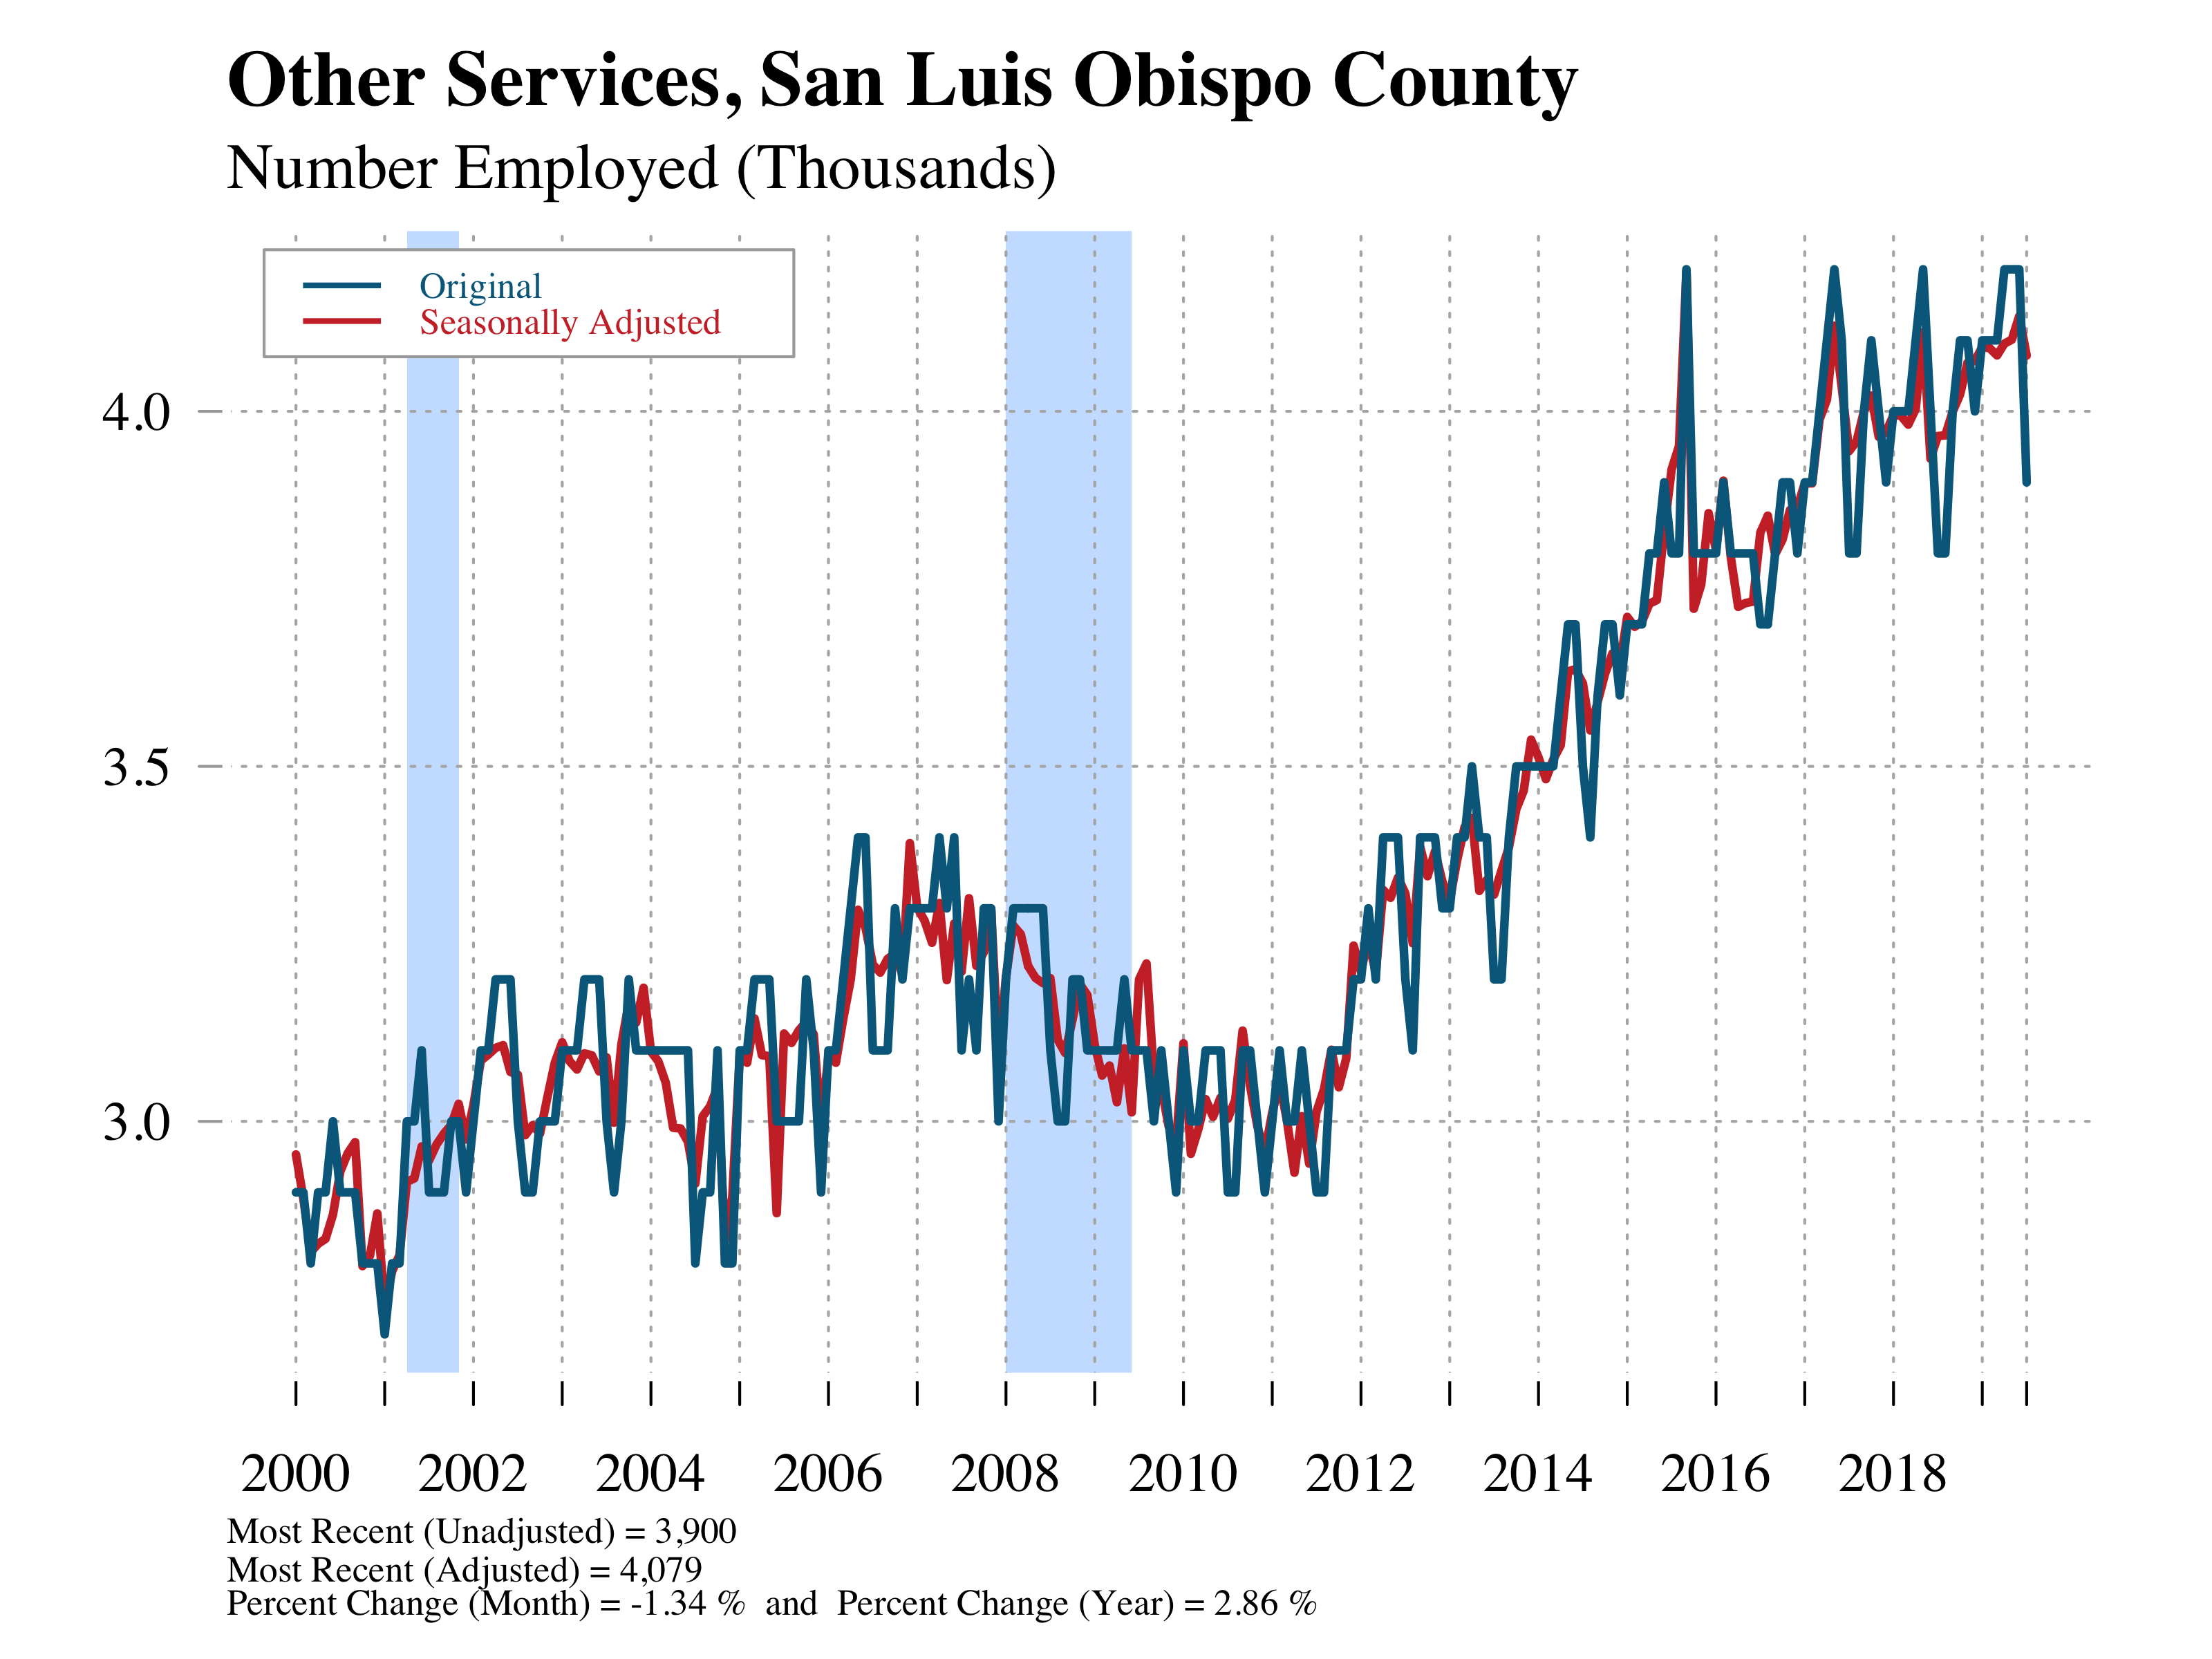 Other Services, San Luis Obispo County
Number Employed (Thousands)
Original
Seasonally Adjusted
4.0
3.5
3.0
2000 2002 2004 2006 2008 2010 2012 2014 2016 2018
Most Recent (Unadjusted) = 3,900
Most Recent (Adjusted) = 4,079
Percent Change (Month) = -1.34 % and Percent Change (Year) = 2.86 %